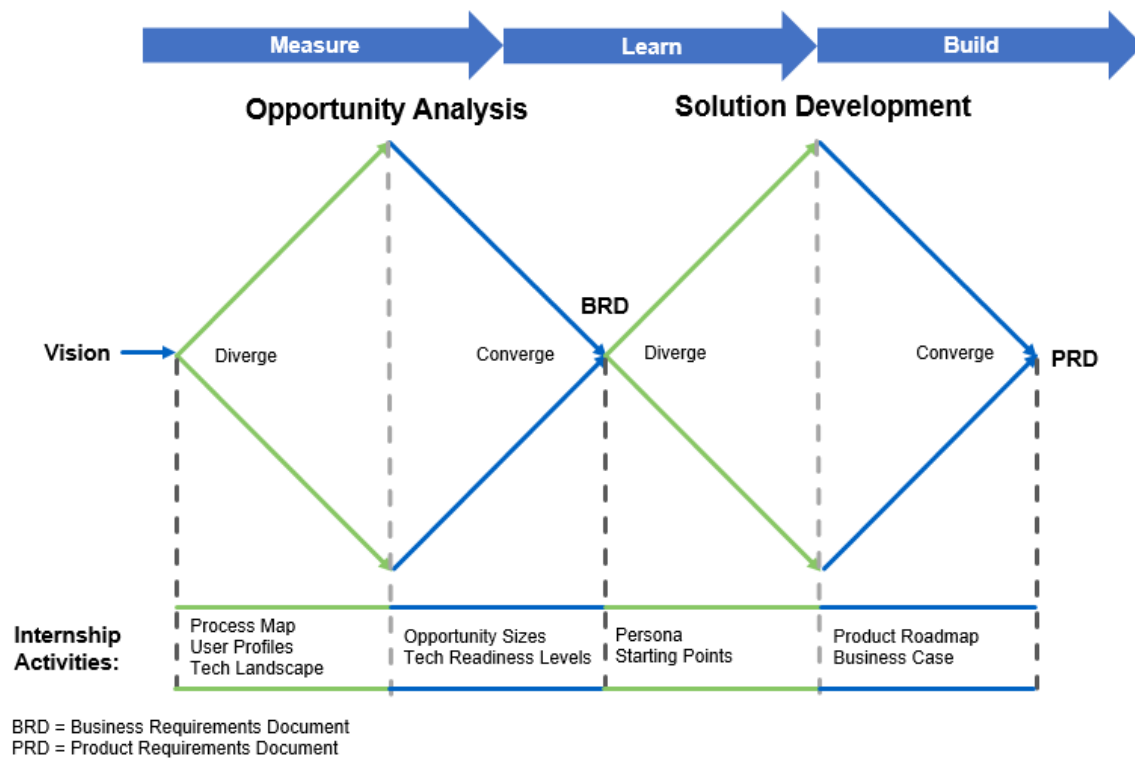 Measure
Learn
Build
Opportunity Analysis
Solution Development
BRD
Vision
Diverge
Converge
Diverge
Converge
PRD
Internship
Activities:
Process Map
User Profiles
Tech Landscape
Opportunity Sizes
Tech Readiness Levels
Persona
Starting Points
Product Roadmap
Business Case
BRD = Business Requirements Document
PRD = Product Requirements Document